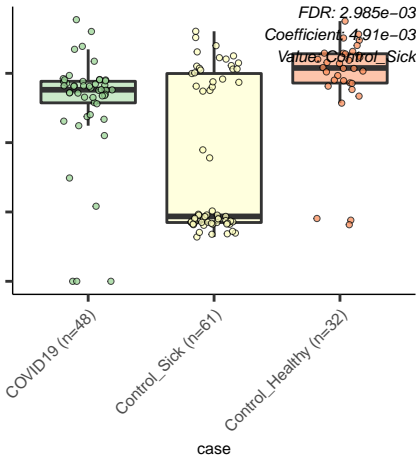 FDR: 2.985e−03
Coefficient: 4.91e−03
Value: Control_Sick
COVID19 (n=48)
Control_Sick (n=61)
Control_Healthy (n=32)
case